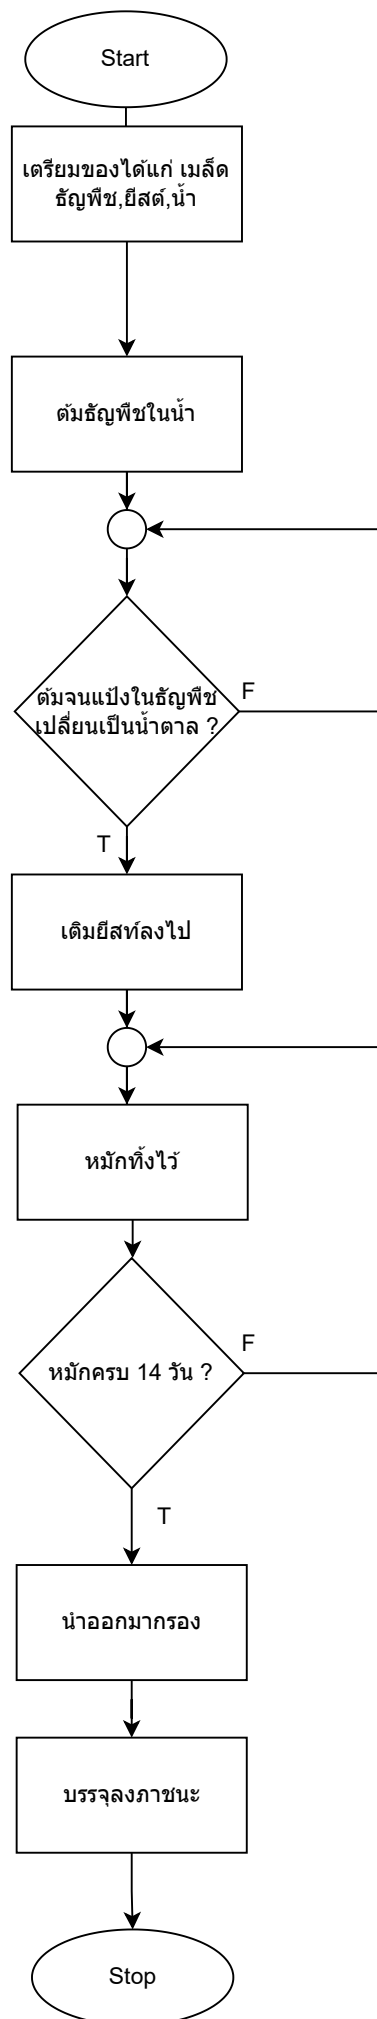 Start
เตรียมของได้แก่ เมล็ด
ธัญพืช,ยีสต์,น้ำ
ต้มธัญพืชในน้ำ
ต้มจนแป้งในธัญพืช
เปลี่ยนเป็นน้ำตาล ?
F
T
เติมยีสท์ลงไป
หมักทิ้งไว้
หมักครบ 14 วัน ?
F
T
นำออกมากรอง
บรรจุลงภาชนะ
Stop